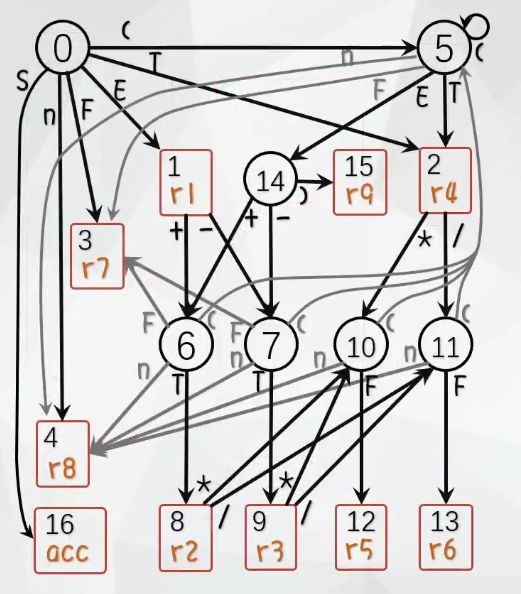 0
5
(
(
T
n
S
E
F
E
T
n
F
1
r1
14
)
15
r9
2
r4
3
r7
+
-
+
-
*
/
F
(
F
(
(
(
6
7
10
11
n
T
n
T
n
F
n
F
4
r8
*
/
*
/
16
acc
8
r2
9
r3
12
r5
13
r6